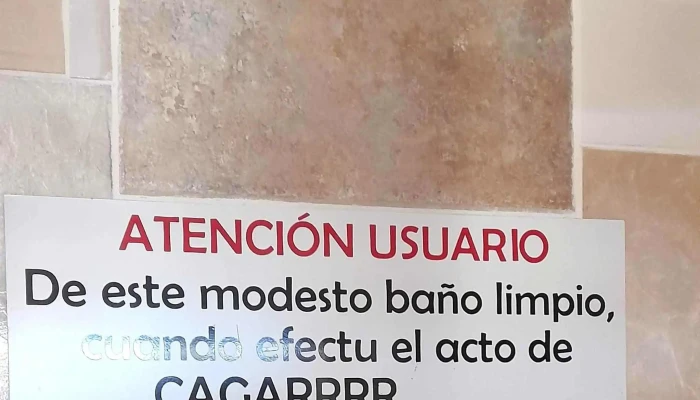 ATENCIÓN USUARIO
De este modesto baño limpio,
cuando efectu el acto de
CAGARRRR